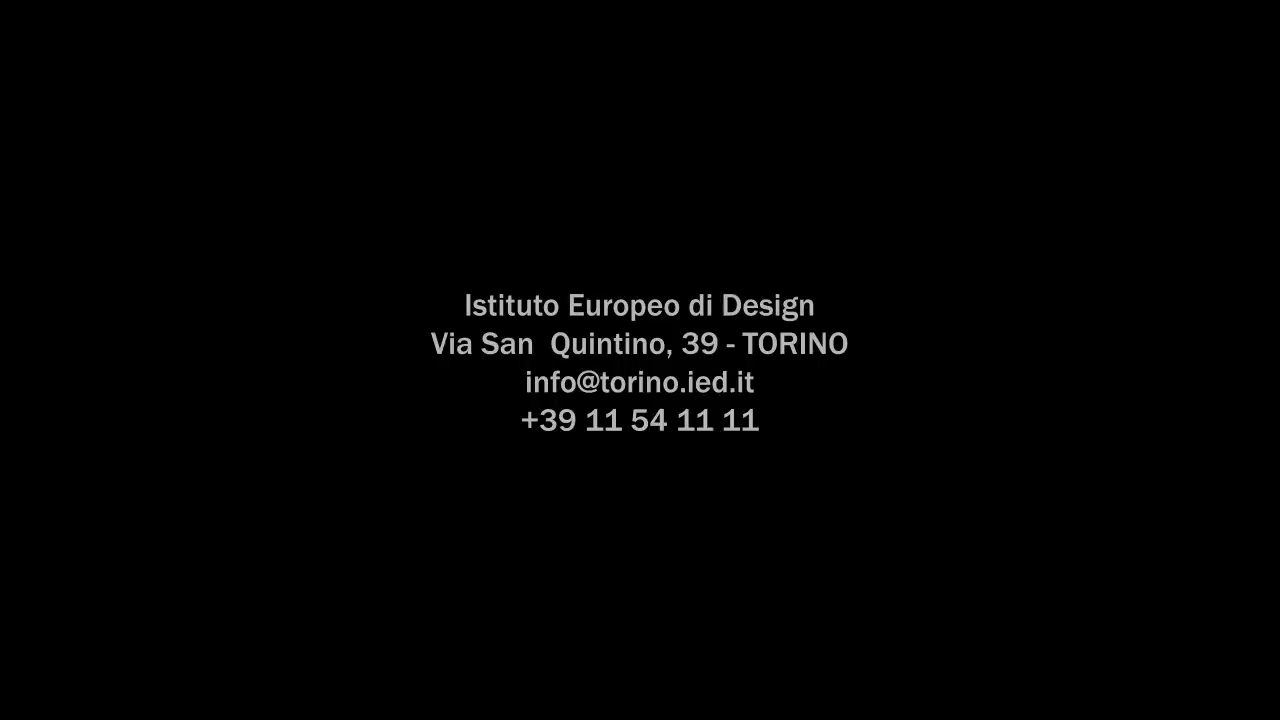 Istituto Europeo di Design
Via San  Quintino, 39 - TORINO
info@torino.ied.it
+39 11 54 11 11